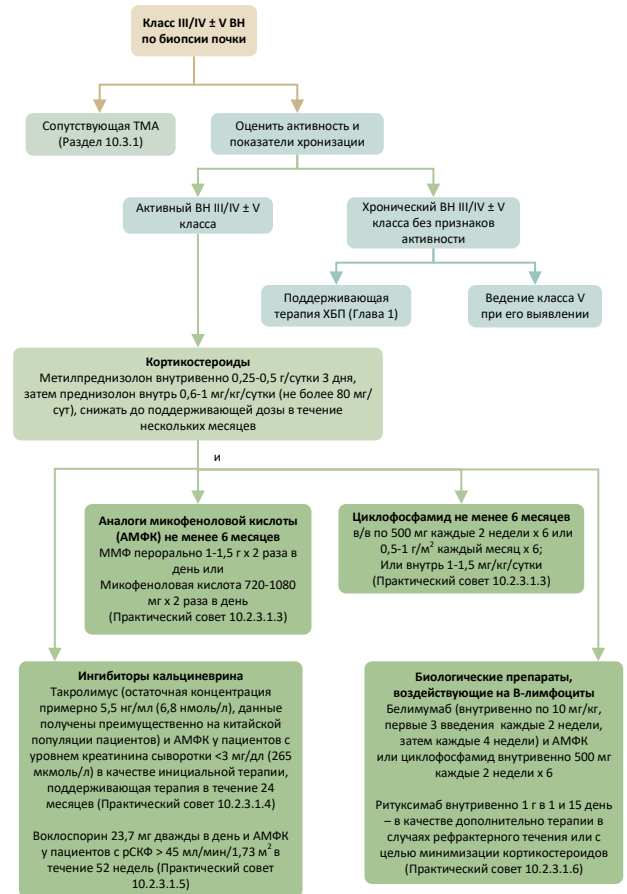 Класс III/IV ± V ВН
по биопсии почки
Сопутствующая ТМА
(Раздел 10.3.1)
Оценить активность и
показатели хронизации
Активный ВН III/IV ± V
класса
Хронический ВН III/IV ± V
класса без признаков
активности
Поддерживающая
терапия ХБП (Глава 1)
Ведение класса V
при его выявлении
Кортикостероиды
Метилпреднизолон внутривенно 0,25-0,5 г/сутки 3 дня,
затем преднизолон внутрь 0,6-1 мг/кг/сутки (не более 80 мг/
сут), снижать до поддерживающей дозы в течение
нескольких месяцев
и
Аналоги микофеноловой кислоты
(АМФК) не менее 6 месяцев
ММФ перорально 1-1,5 г х 2 раза в
день или
Микофеноловая кислота 720-1080
мг х 2 раза в день
(Практический совет 10.2.3.1.3)
Циклофосфамид не менее 6 месяцев
в/в по 500 мг каждые 2 недели х 6 или
0,5-1 г/м² каждый месяц х 6;
Или внутрь 1-1,5 мг/кг/сутки
(Практический совет 10.2.3.1.3)
Ингибиторы кальциневрина
Такролимус (остаточная концентрация
примерно 5,5 нг/мл (6,8 нмоль/л), данные
получены преимущественно на китайской
популяции пациентов) и АМФК у пациентов с
уровнем креатинина сыворотки <3 мг/дл (265
мкмоль/л) в качестве инициальной терапии,
поддерживающая терапия в течение 24
месяцев (Практический совет 10.2.3.1.4)
Воклоспорин 23,7 мг дважды в день и АМФК
у пациентов с рСКФ > 45 мл/мин/1,73 м² в
течение 52 недель (Практический совет
10.2.3.1.5)
Биологические препараты,
воздействующие на В-лимфоциты
Белимумаб (внутривенно по 10 мг/кг,
первые 3 введения каждые 2 недели,
затем каждые 4 недели) и АМФК
или циклофосфамид внутривенно 500 мг
каждые 2 недели х 6
Ритуксимаб внутривенно 1 г в 1 и 15 день
– в качестве дополнительно терапии в
случаях рефрактерного течения или с
целью минимизации кортикостероидов
(Практический совет 10.2.3.1.6)